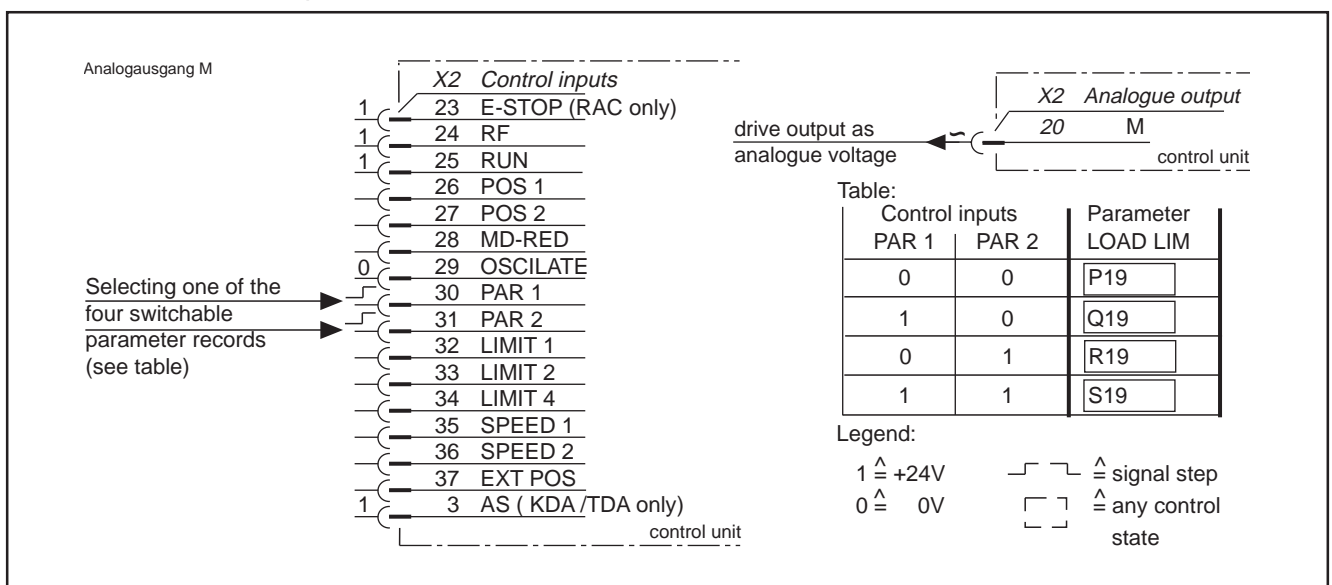 Analogausgang M
X2 Control inputs
1 23 E-STOP (RAC only)
1 24 RF
1 25 RUN
26 POS 1
27 POS 2
28 MD-RED
0 29 OSCILATE
30 PAR 1
31 PAR 2
32 LIMIT 1
33 LIMIT 2
34 LIMIT 4
35 SPEED 1
36 SPEED 2
37 EXT POS
1 3 AS ( KDA /TDA only)
control unit
Selecting one of the
four switchable
parameter records
(see table)
X2 Analogue output
20 M
control unit
drive output as
analogue voltage
Table:
Control inputs Parameter
PAR 1 PAR 2 LOAD LIM
0 0 P19
1 0 Q19
0 1 R19
1 1 S19
Legend:
1 ≙ +24V
0 ≙ 0V
≙ signal step
≙ any control
state